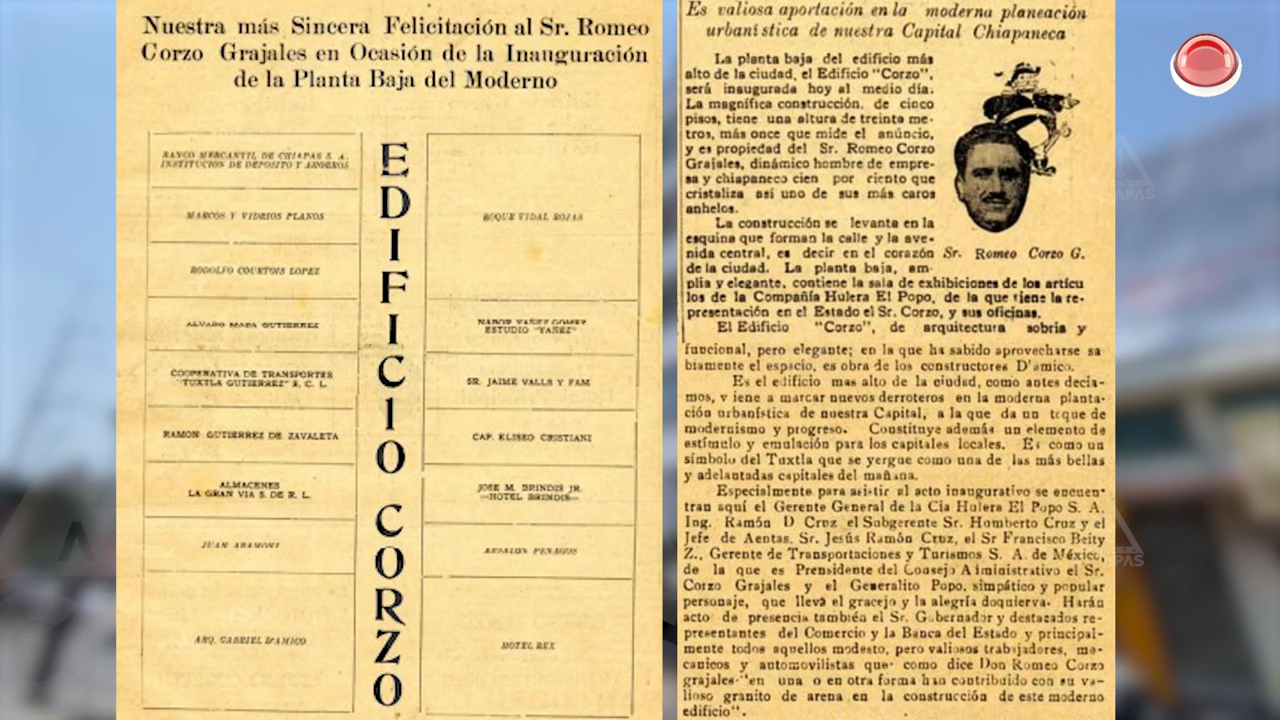 Nuestra más Sincera Felicitación al Sr. Romeo
Corzo Grajales en Ocasión de la Inauguración
de la Planta Baja del Moderno
BANCO MERCANTIL DE CHIAPAS S. A.
INSTITUCION DE DEPOSITO Y AHORROS
MARCOS Y VIDRIOS PLANOS
RODOLFO COURTOIS LOPEZ
ALVARO MAZA GUTIERREZ
COOPERATIVA DE TRANSPORTES
"TUXTLA GUTIERREZ" S. C. L.
RAMON GUTIERREZ DE ZAVALETA
ALMACENES
LA GRAN VIA S. DE R. L.
JUAN
ARQ. GABRIEL D'AMICO
EDIFICIO CORZO
ROQUE VIDAL ROJAS
NABOR YAÑEZ GOMEZ
ESTUDIO "YAÑEZ"
SR. JAIME VALLS Y FAM
CAP. ELISEO CRISTIANI
JOSE M. BRINDIS JR.
—HOTEL BRINDIS—
ABSALON PENAGOS
HOTEL REX
Es valiosa aportación en la moderna planeación
urbanística de nuestra Capital Chiapaneca
La planta baja del edificio más
alto de la ciudad, el Edificio "Corzo",
será inaugurada hoy al medio día.
La magnífica construcción, de cinco
pisos, tiene una altura de treinta me-
tros, más once que mide el anúncio,
y es propiedad del Sr. Romeo Corzo
Grajales, dinámico hombre de empre-
sa y chiapaneco cien por ciento que
cristaliza así uno de sus más caros
anhelos.
La construcción se levanta en la
esquina que forman la calle y la ave-
nida central, es decir en el corazón
de la ciudad. La planta baja, am-
plia y elegante, contiene la sala de exhibiciones de los artícu
los de la Compañía Hulera El Popo, de la que tiene la re-
presentación en el Estado el Sr. Corzo, y sus oficinas.
Sr. Romeo Corzo G.
El Edificio "Corzo", de arquitectura sobria y
funcional, pero elegante; en la que ha sabido aprovecharse sa
biamente el espacio, es obra de los constructores D'amico.
Es el edificio mas alto de la ciudad, como antes decía-
mos, v iene a marcar nuevos derroteros en la moderna planta-
ción urbanística de nuestra Capital, a la que da un toque de
modernismo y progreso. Constituye además un elemento de
estímulo y emulación para los capitales locales. Es como un
símbolo del Tuxtla que se yergue como una de las más bellas
y adelantadas capitales del mañana.
Especialmente para asistir al acto inaugurativo se encuen-
tran aquí el Gerente General de la Cia Hulera El Popo S. A.
Ing. Ramón D Cruz el Subgerente Sr. Humberto Cruz y el
Jefe de Aentas, Sr. Jesús Ramón Cruz, el Sr Francisco Beity
Z., Gerente de Transportaciones y Turismos S. A. de México,
de la que es Prensidente del Consejo A iministrativo el Sr.
Corzo Grajales y el Generalito Popo, simpático y popular
personaje, que lleva el gracejo y la alegría doquierva. Harán
acto de presencia también el Sr. Gobernador y destacados re-
presentantes del Comercio y la Banca del Estado y principal-
mente todos aquellos modesto, pero valiosos trabajadores, me-
canicos y automovilistas que como dice Don Romeo Corzo
grajales "en una o en otra forma han contribuido con su va-
lioso granito de arena en la construcción de este moderno
edificio".